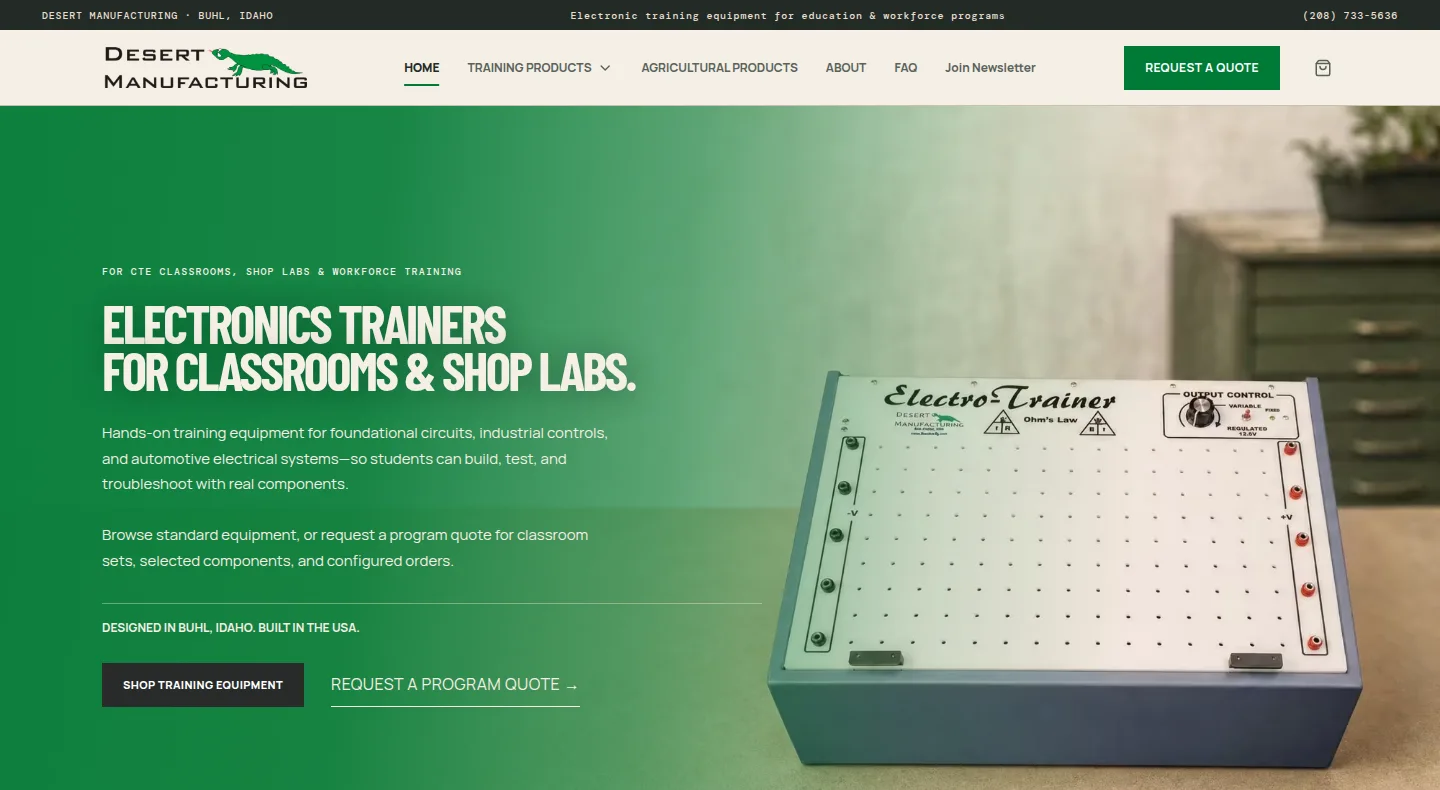 DESERT MANUFACTURING · BUHL, IDAHO
Electronic training equipment for education & workforce programs
(208) 733-5636
DESERT
MANUFACTURING
HOME
TRAINING PRODUCTS
AGRICULTURAL PRODUCTS
ABOUT
FAQ
Join Newsletter
REQUEST A QUOTE
FOR CTE CLASSROOMS, SHOP LABS & WORKFORCE TRAINING
ELECTRONICS TRAINERS
FOR CLASSROOMS & SHOP LABS.
Hands-on training equipment for foundational circuits, industrial controls,
and automotive electrical systems—so students can build, test, and
troubleshoot with real components.
Browse standard equipment, or request a program quote for classroom
sets, selected components, and configured orders.
DESIGNED IN BUHL, IDAHO. BUILT IN THE USA.
SHOP TRAINING EQUIPMENT
REQUEST A PROGRAM QUOTE →
Electro-Trainer
DESERT
MANUFACTURING
Ohm's Law
OUTPUT CONTROL
VARIABLE
FIXED
REGULATED
12.6V
-V
+V